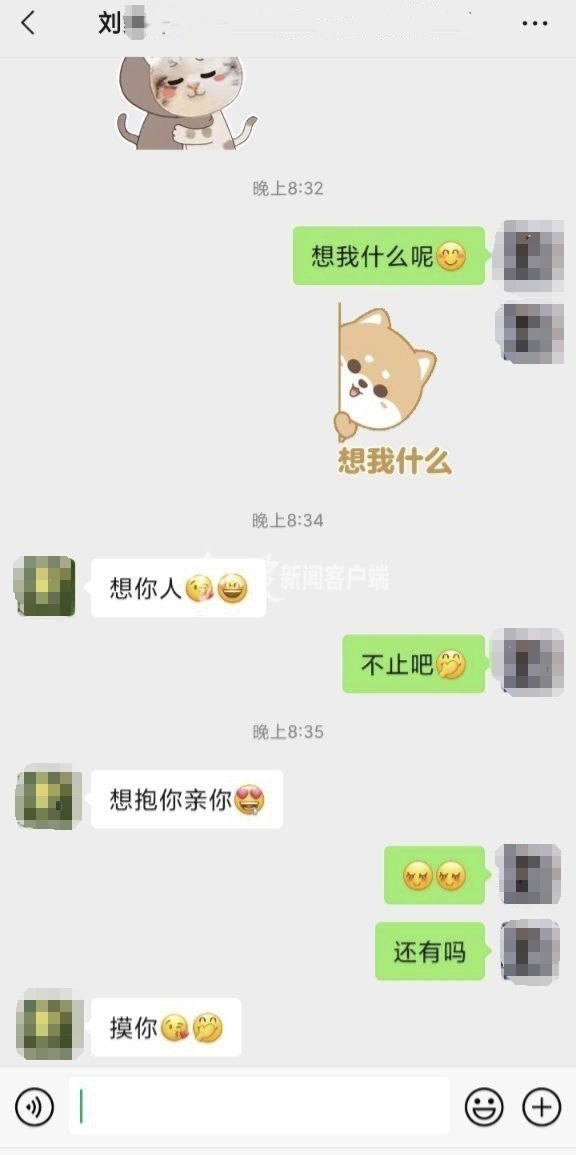 刘
晚上8:32
想我什么呢😊
想我什么
晚上8:34
想你人😘😄
新闻客户端
不止吧🤭
晚上8:35
想抱你亲你😍
😌😌
还有吗
摸你😘🤭